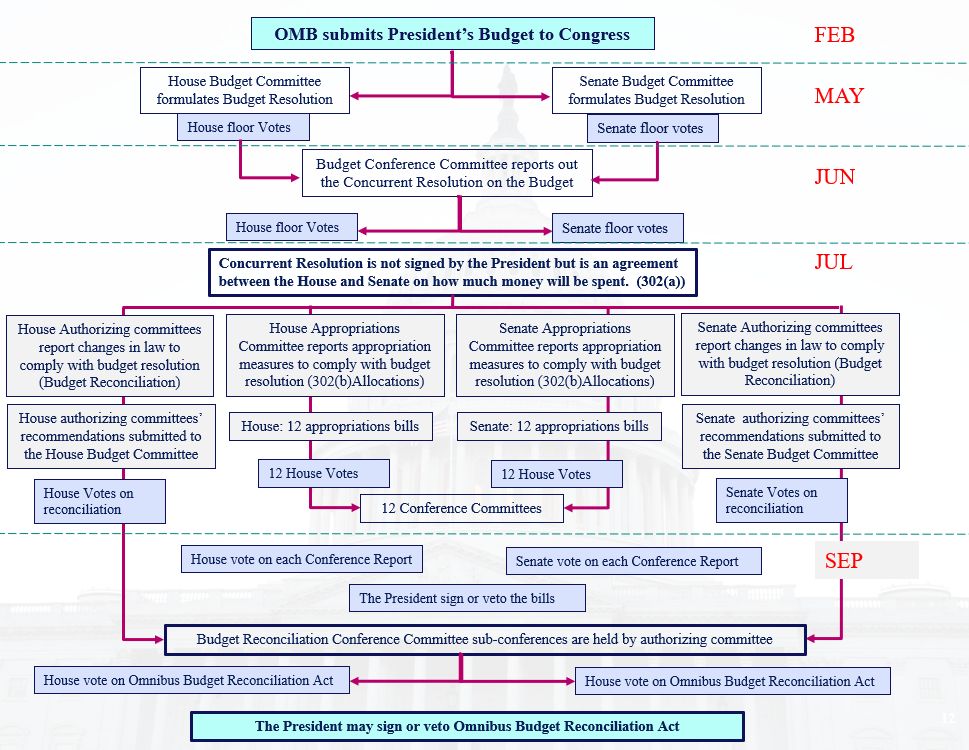 OMB submits President's Budget to Congress
FEB
House Budget Committee
formulates Budget Resolution
Senate Budget Committee
formulates Budget Resolution
MAY
House floor Votes
Senate floor votes
Budget Conference Committee reports out
the Concurrent Resolution on the Budget
JUN
House floor Votes
Senate floor votes
Concurrent Resolution is not signed by the President but is an agreement
between the House and Senate on how much money will be spent. (302(a))
JUL
House Authorizing committees
report changes in law to
comply with budget resolution
(Budget Reconciliation)
House Appropriations
Committee reports appropriation
measures to comply with budget
resolution (302(b)Allocations)
Senate Appropriations
Committee reports appropriation
measures to comply with budget
resolution (302(b)Allocations)
Senate Authorizing committees
report changes in law to comply
with budget resolution (Budget
Reconciliation)
House authorizing committees'
recommendations submitted to
the House Budget Committee
House: 12 appropriations bills
Senate: 12 appropriations bills
Senate authorizing committees'
recommendations submitted to
the Senate Budget Committee
12 House Votes
12 House Votes
House Votes on
reconciliation
12 Conference Committees
Senate Votes on
reconciliation
House vote on each Conference Report
Senate vote on each Conference Report
SEP
The President sign or veto the bills
Budget Reconciliation Conference Committee sub-conferences are held by authorizing committee
House vote on Omnibus Budget Reconciliation Act
House vote on Omnibus Budget Reconciliation Act
The President may sign or veto Omnibus Budget Reconciliation Act
12